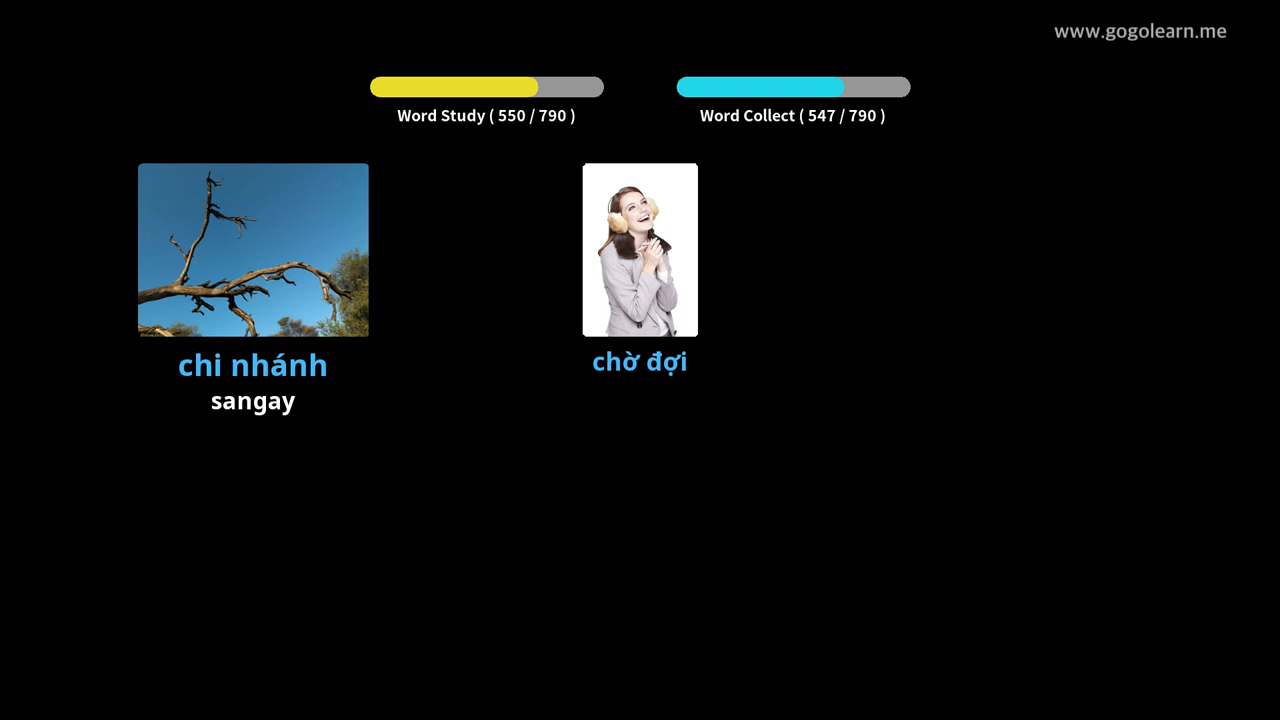 www.gogolearn.me
Word Study ( 550 / 790 )
Word Collect ( 547 / 790 )
chi nhánh
sangay
chờ đợi